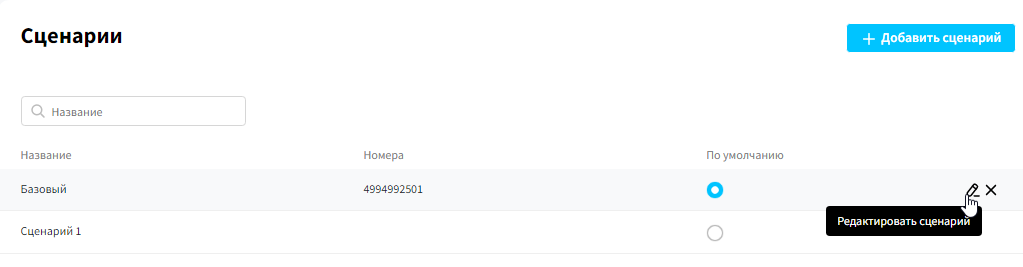 Сценарии
Добавить сценарий
Название
Название Номера По умолчанию
Базовый 4994992501
Редактировать сценарий
Сценарий 1